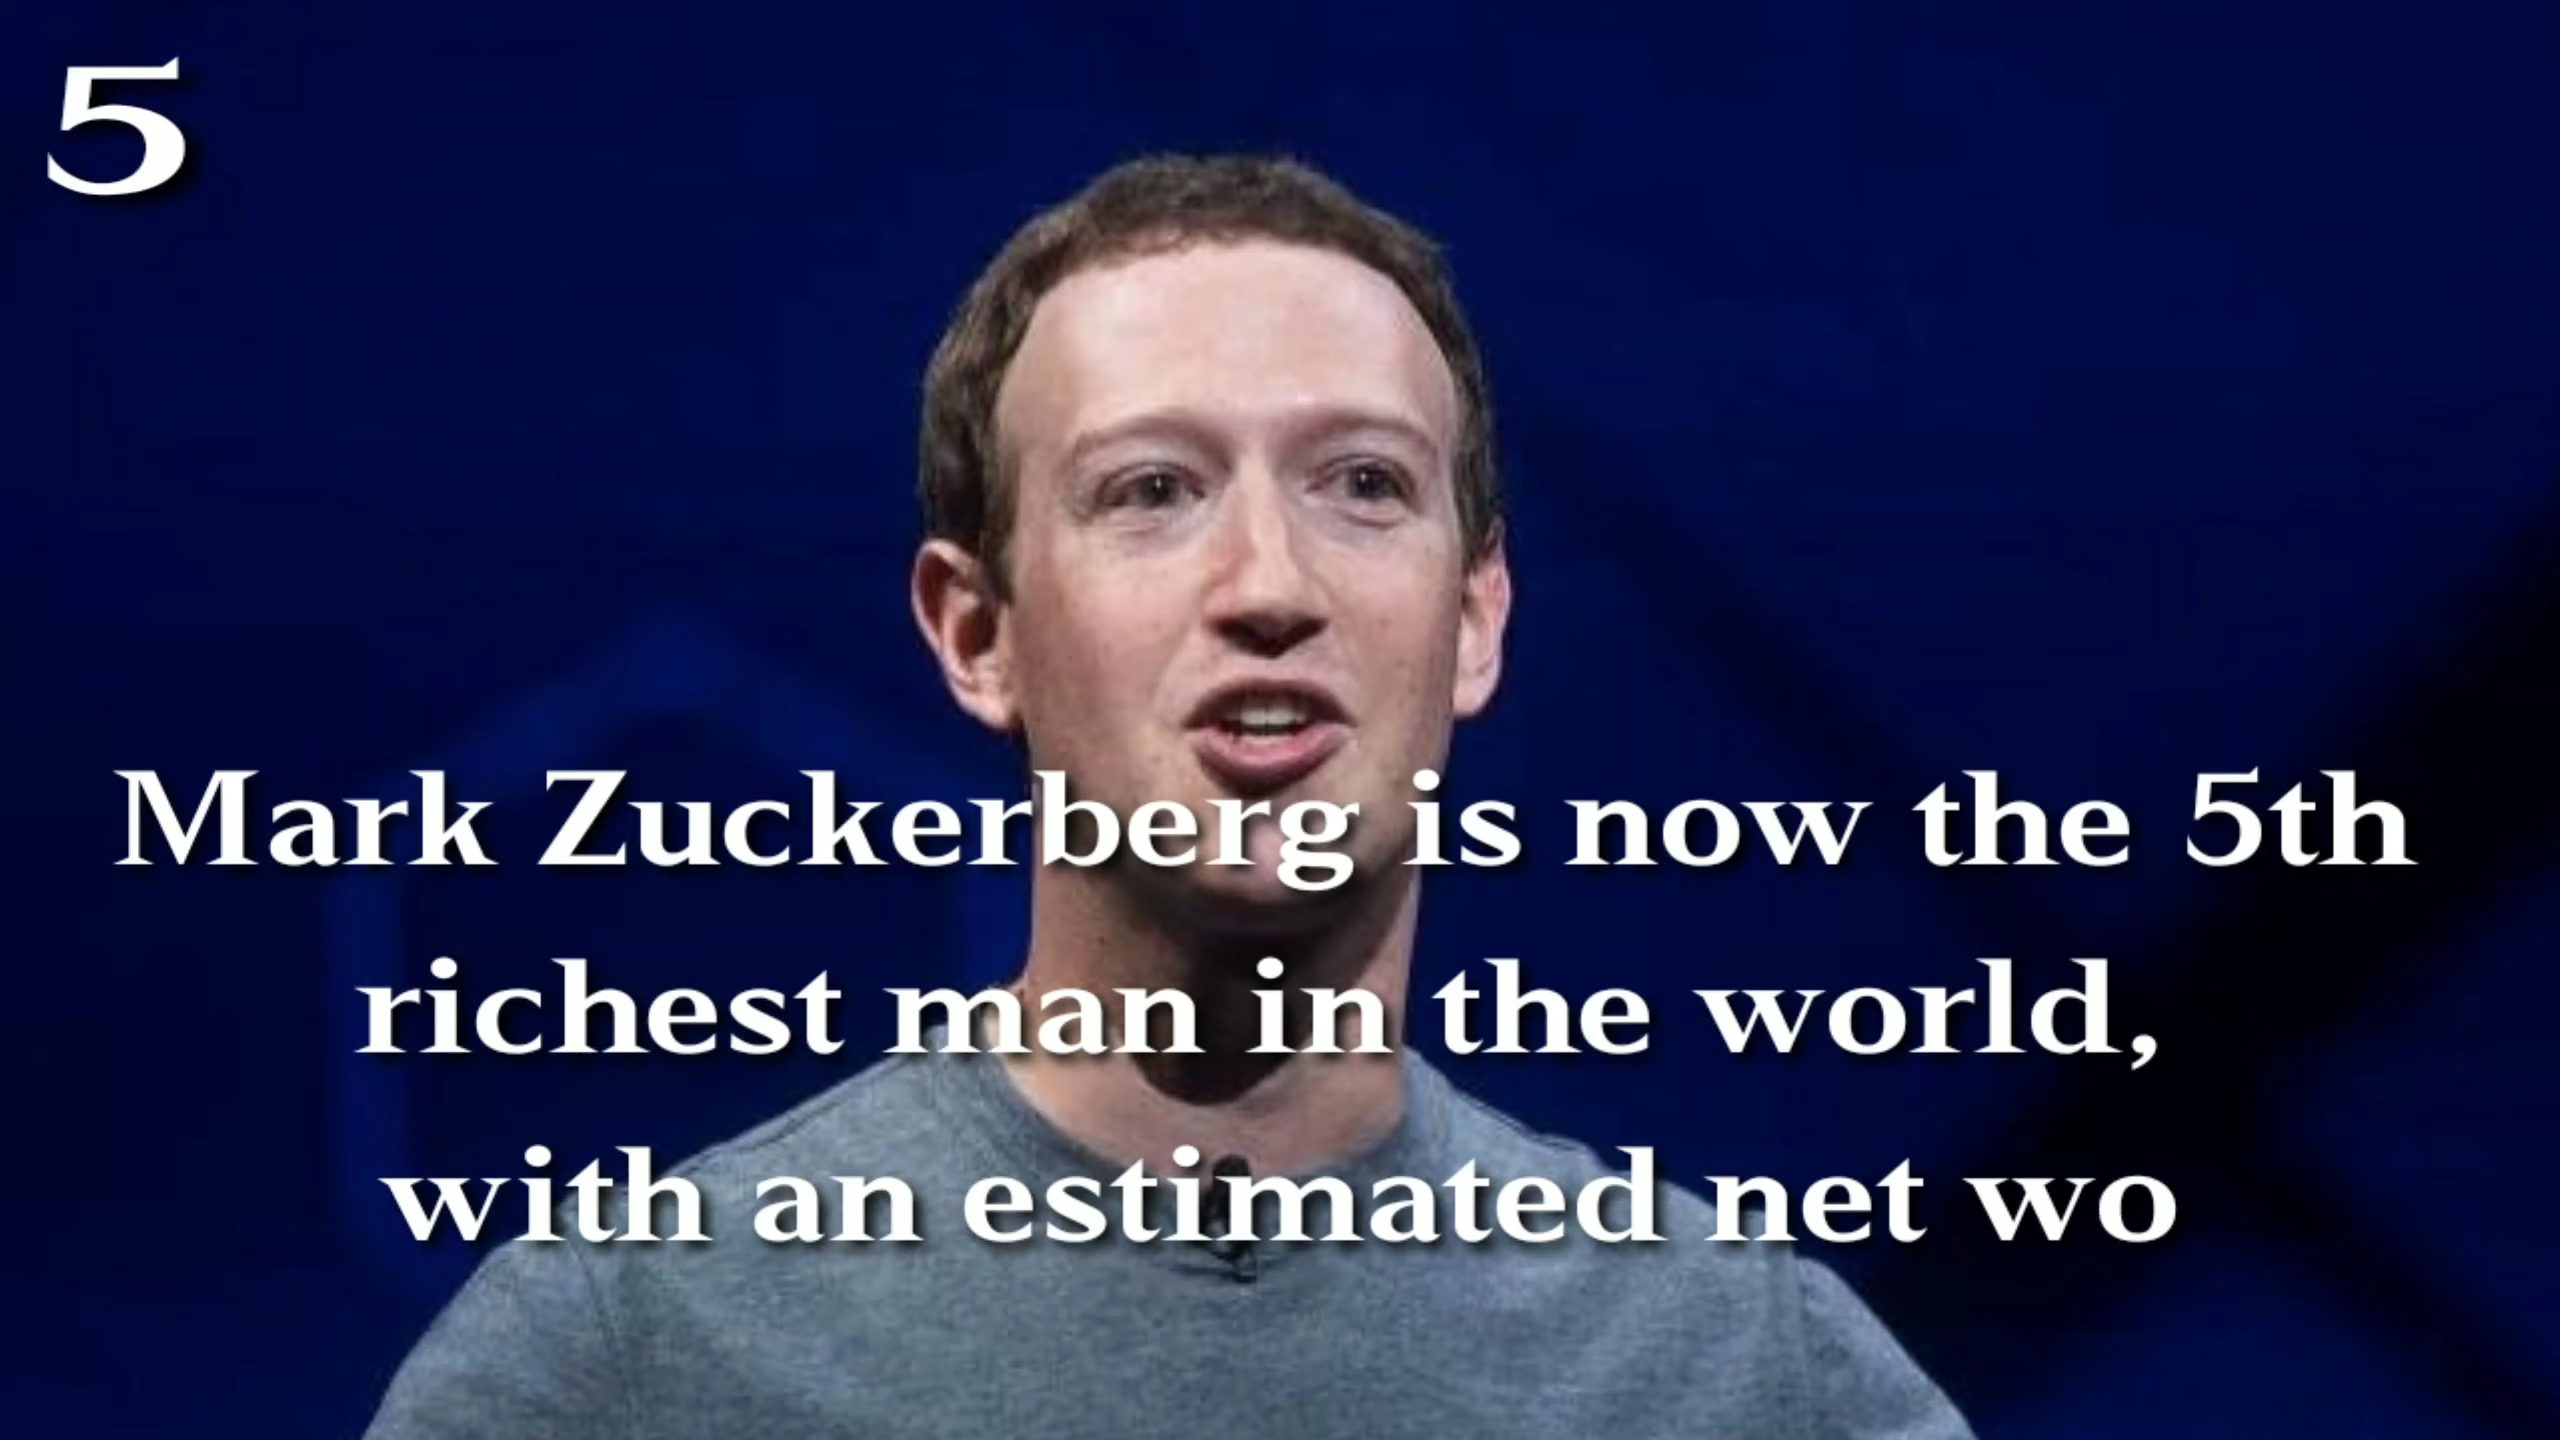 5
Mark Zuckerberg is now the 5th
richest man in the world,
with an estimated net wo